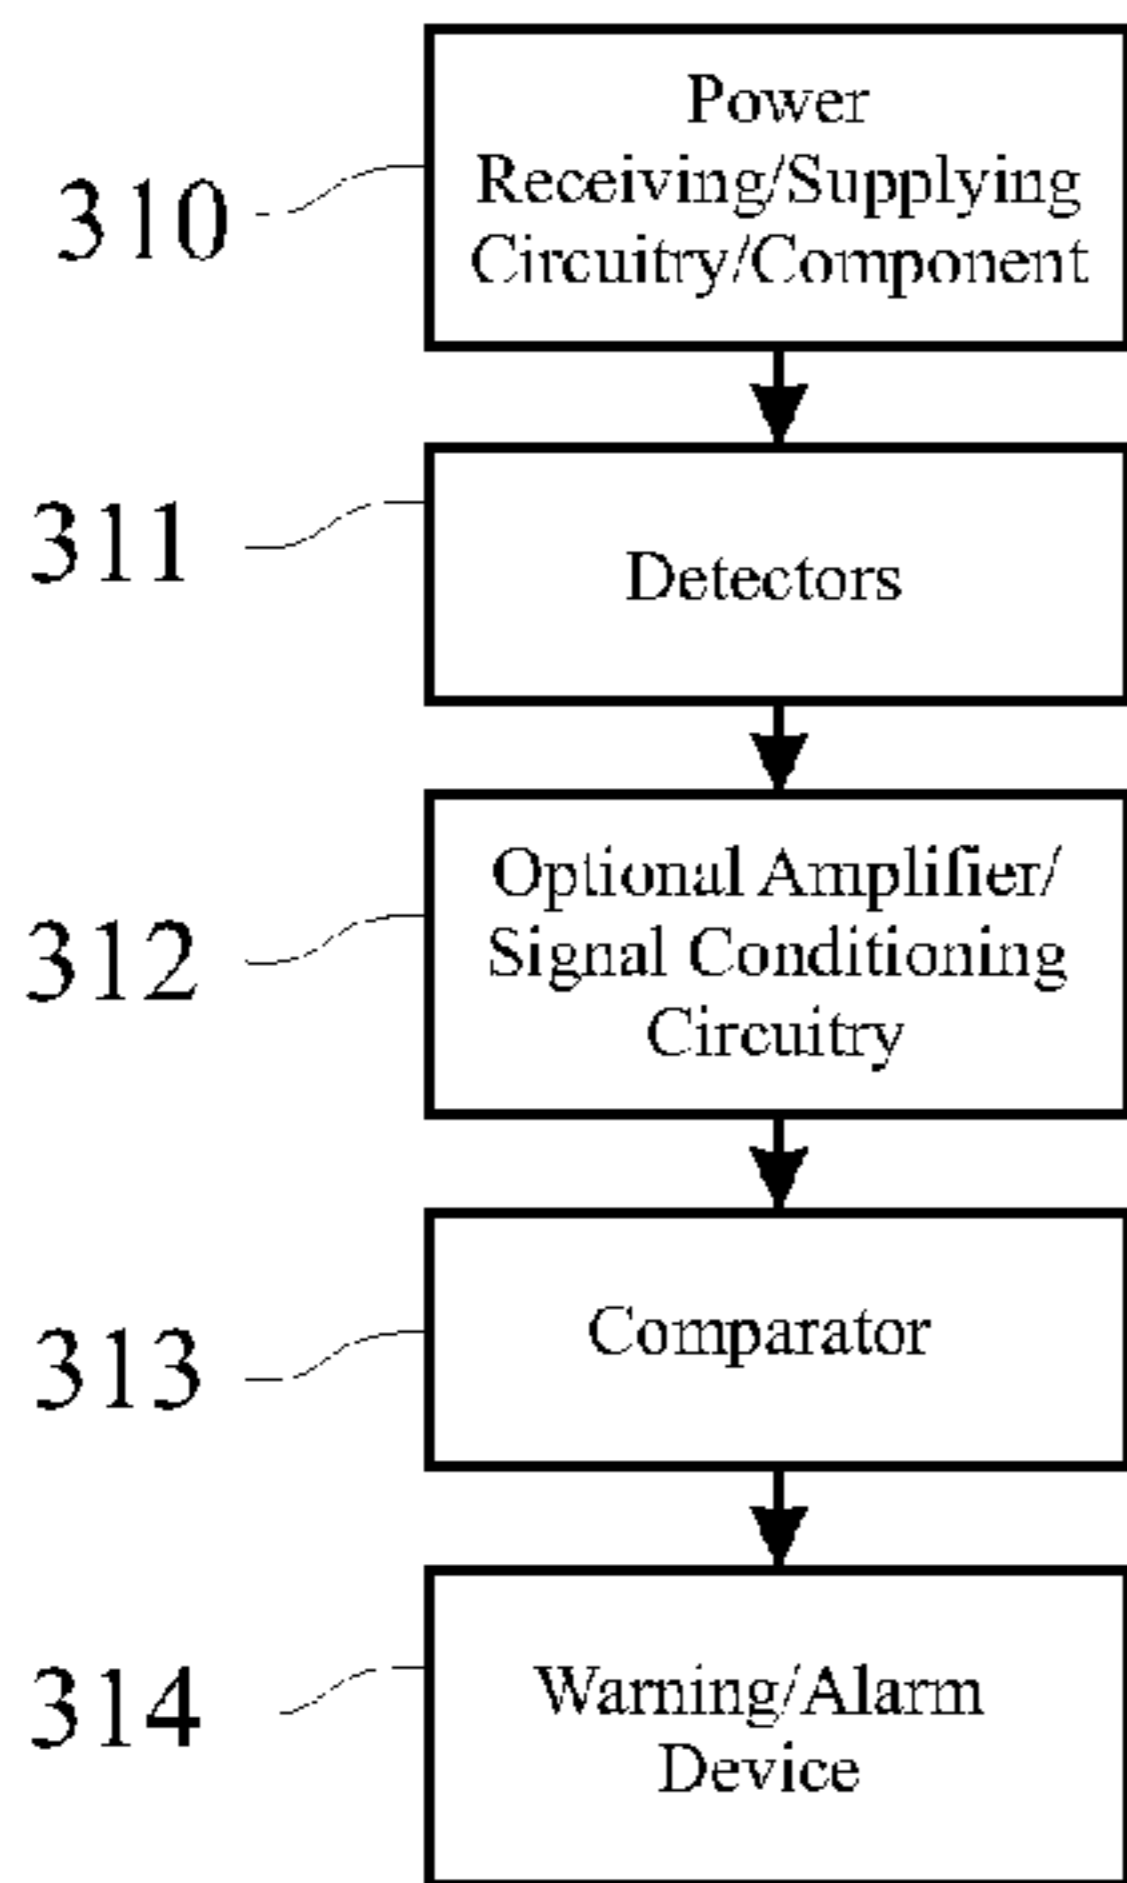 310
Power
Receiving/Supplying
Circuitry/Component
311
Detectors
312
Optional Amplifier/
Signal Conditioning
Circuitry
313
Comparator
314
Warning/Alarm
Device